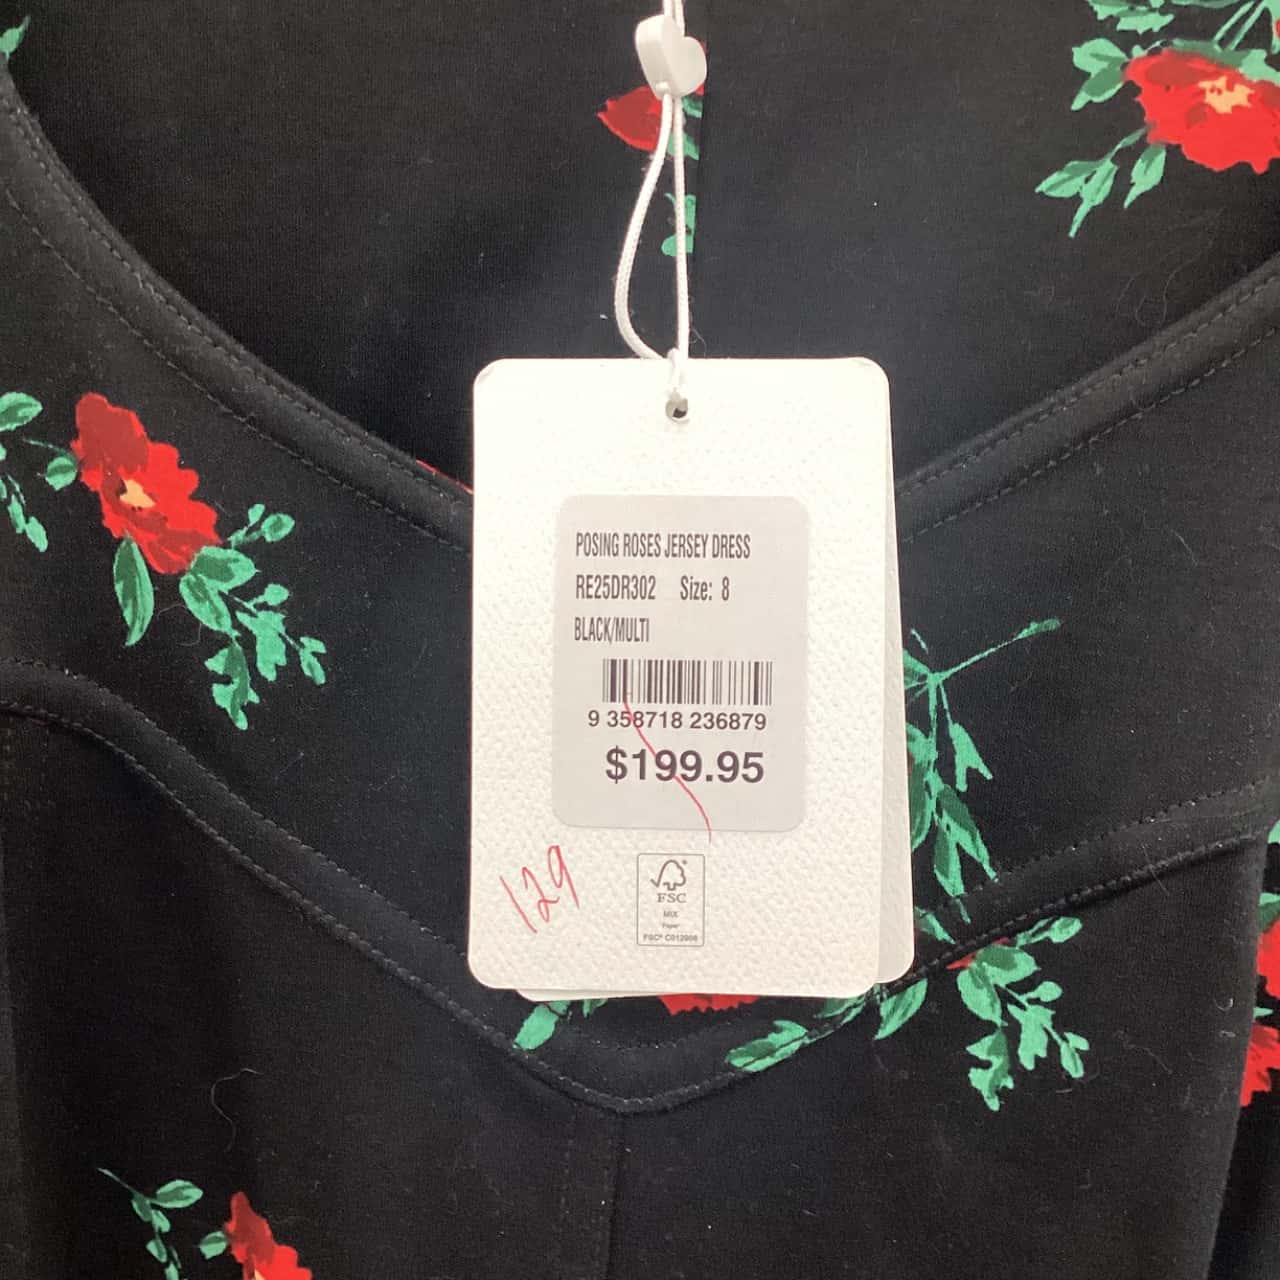 POSING ROSES JERSEY DRESS
RE25DR302 Size: 8
BLACK/MULTI
9 358718 236879
$199.95
129
FSC
MIX
Paper
FSC® C012906